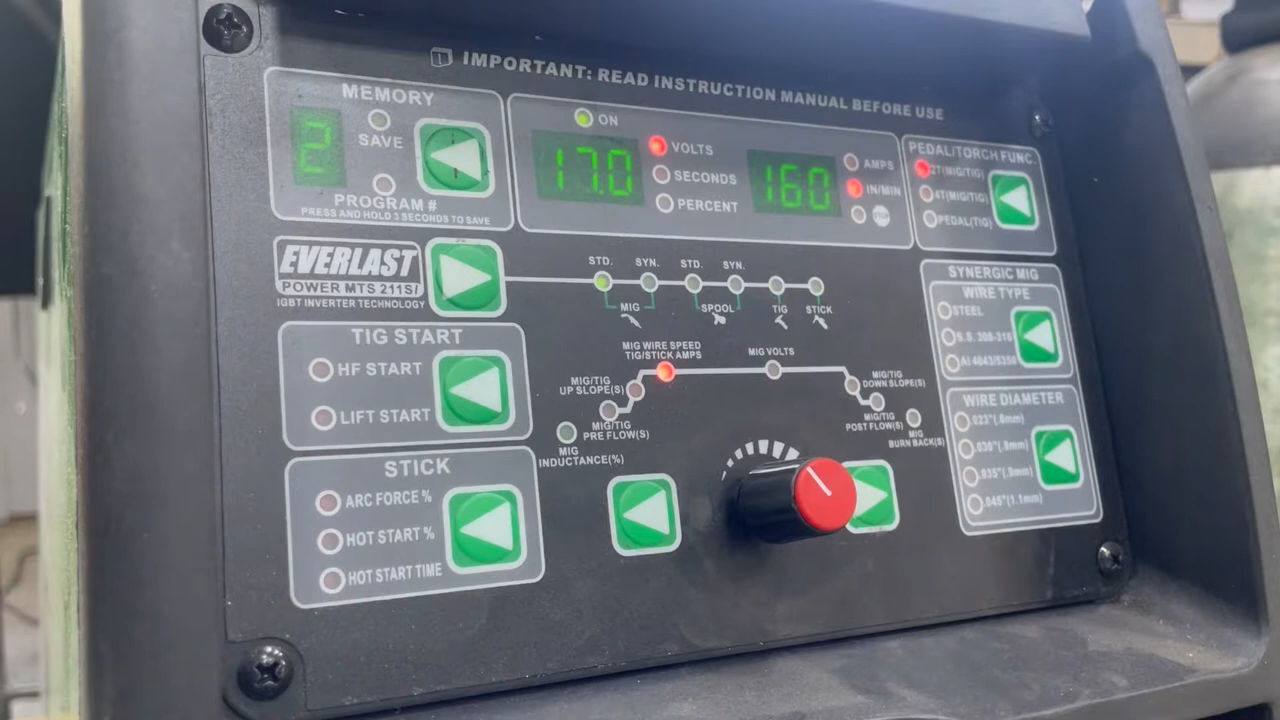 IMPORTANT: READ INSTRUCTION MANUAL BEFORE USE
MEMORY
2
SAVE
PROGRAM #
PRESS AND HOLD 3 SECONDS TO SAVE
ON
17.0
VOLTS
SECONDS
PERCENT
160
AMPS
IN/MIN
PEDAL/TORCH FUNC.
2T(MIG/TIG)
4T(MIG/TIG)
PEDAL(TIG)
EVERLAST
POWER MTS 211Si
IGBT INVERTER TECHNOLOGY
STD. SYN. STD. SYN.
MIG SPOOL TIG STICK
SYNERGIC MIG
WIRE TYPE
STEEL
S.S. 308-316
Al 4043/5356
WIRE DIAMETER
.023"(.6mm)
.030"(.8mm)
.035"(.9mm)
.045"(1.1mm)
TIG START
HF START
LIFT START
MIG WIRE SPEED
TIG/STICK AMPS
MIG VOLTS
MIG/TIG
UP SLOPE(S)
MIG/TIG
DOWN SLOPE(S)
MIG/TIG
PRE FLOW(S)
MIG/TIG
POST FLOW(S)
MIG
INDUCTANCE(%)
MIG
BURN BACK(S)
STICK
ARC FORCE %
HOT START %
HOT START TIME